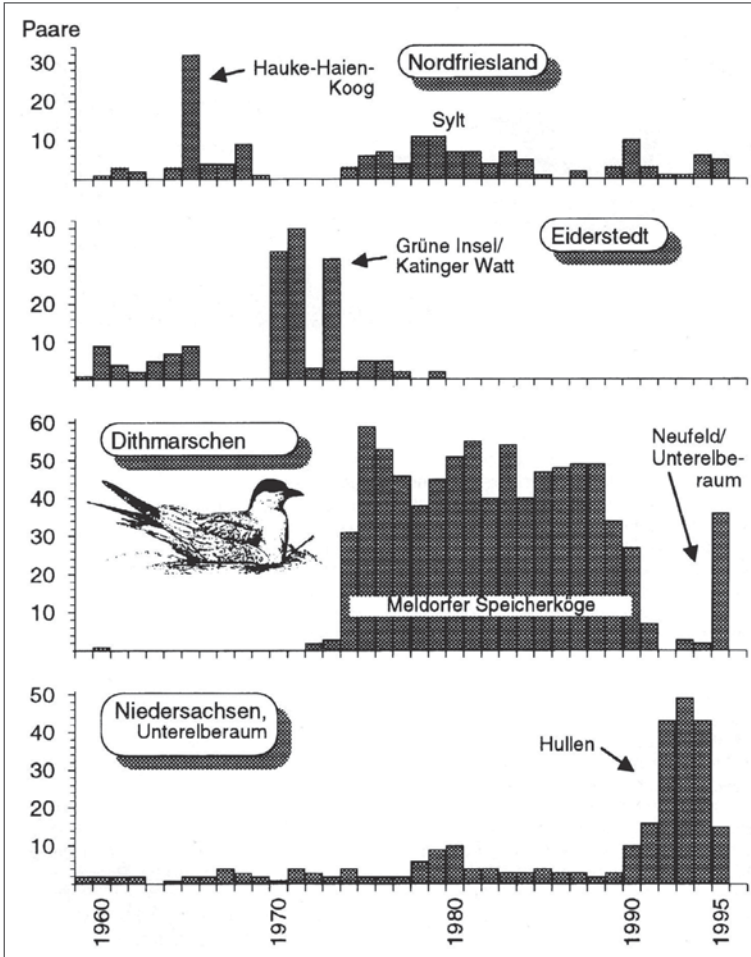 Paare
30
20
10
Hauke-Haien-
Koog
Nordfriesland
Sylt
40
30
20
10
Grüne Insel/
Katinger Watt
Eiderstedt
60
50
40
30
20
10
Dithmarschen
Neufeld/
Unterelbe-
raum
Meldorfer Speicherköge
50
40
30
20
10
Niedersachsen,
Unterelberaum
Hullen
1960
1970
1980
1990
1995